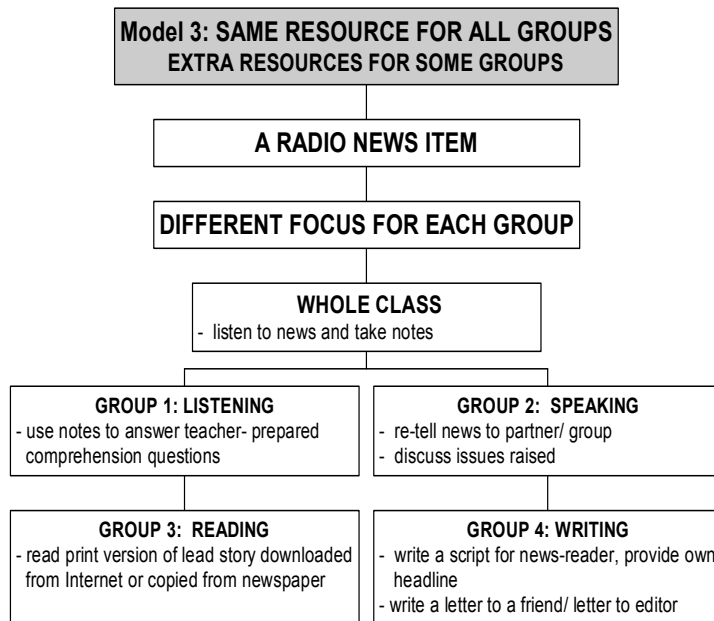 Model 3: SAME RESOURCE FOR ALL GROUPS
EXTRA RESOURCES FOR SOME GROUPS
A RADIO NEWS ITEM
DIFFERENT FOCUS FOR EACH GROUP
WHOLE CLASS
- listen to news and take notes
GROUP 1: LISTENING
- use notes to answer teacher- prepared
comprehension questions
GROUP 2: SPEAKING
- re-tell news to partner/ group
- discuss issues raised
GROUP 3: READING
- read print version of lead story downloaded
from Internet or copied from newspaper
GROUP 4: WRITING
- write a script for news-reader, provide own
headline
- write a letter to a friend/ letter to editor